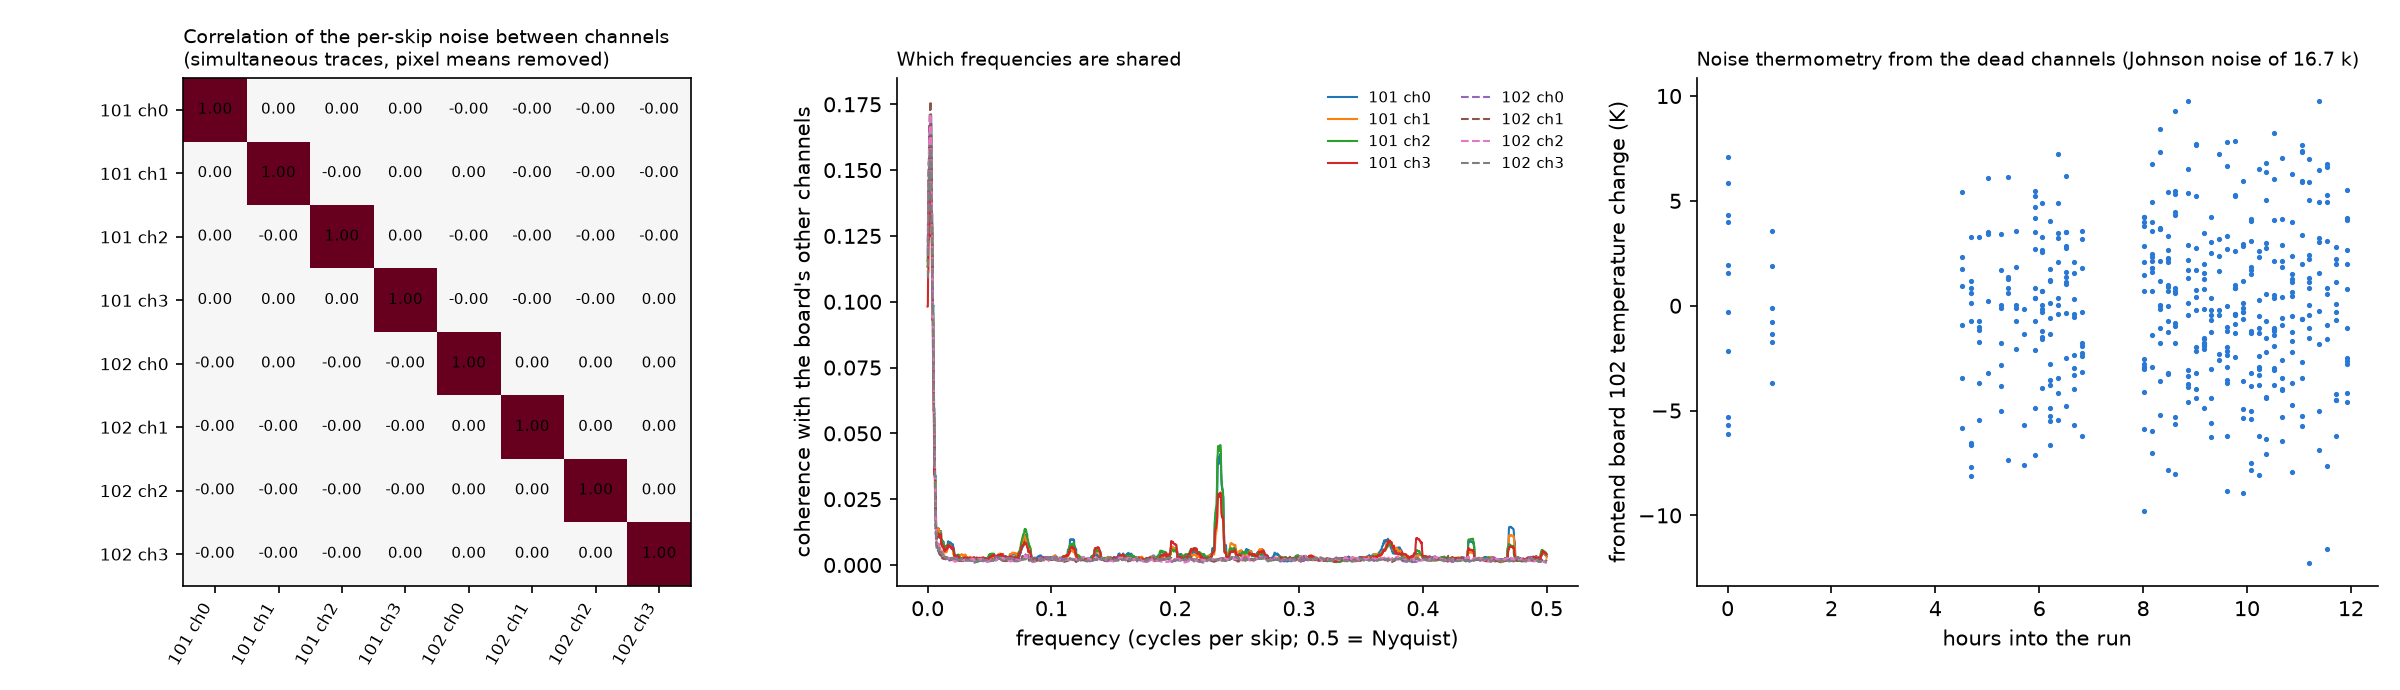 Correlation of the per-skip noise between channels
(simultaneous traces, pixel means removed)
101 ch0 1.00 0.00 0.00 0.00 -0.00 -0.00 -0.00 -0.00
101 ch1 0.00 1.00 -0.00 0.00 0.00 -0.00 -0.00 -0.00
101 ch2 0.00 -0.00 1.00 0.00 -0.00 -0.00 -0.00 -0.00
101 ch3 0.00 0.00 0.00 1.00 -0.00 -0.00 -0.00 0.00
102 ch0 -0.00 0.00 -0.00 -0.00 1.00 0.00 0.00 0.00
102 ch1 -0.00 -0.00 -0.00 -0.00 0.00 1.00 0.00 0.00
102 ch2 -0.00 -0.00 -0.00 -0.00 0.00 0.00 1.00 0.00
102 ch3 -0.00 -0.00 -0.00 0.00 0.00 0.00 0.00 1.00
101 ch0 101 ch1 101 ch2 101 ch3 102 ch0 102 ch1 102 ch2 102 ch3
Which frequencies are shared
coherence with the board's other channels
0.175
0.150
0.125
0.100
0.075
0.050
0.025
0.000
101 ch0 102 ch0
101 ch1 102 ch1
101 ch2 102 ch2
101 ch3 102 ch3
0.0 0.1 0.2 0.3 0.4 0.5
frequency (cycles per skip; 0.5 = Nyquist)
Noise thermometry from the dead channels (Johnson noise of 16.7 k)
frontend board 102 temperature change (K)
10
5
0
−5
−10
0 2 4 6 8 10 12
hours into the run